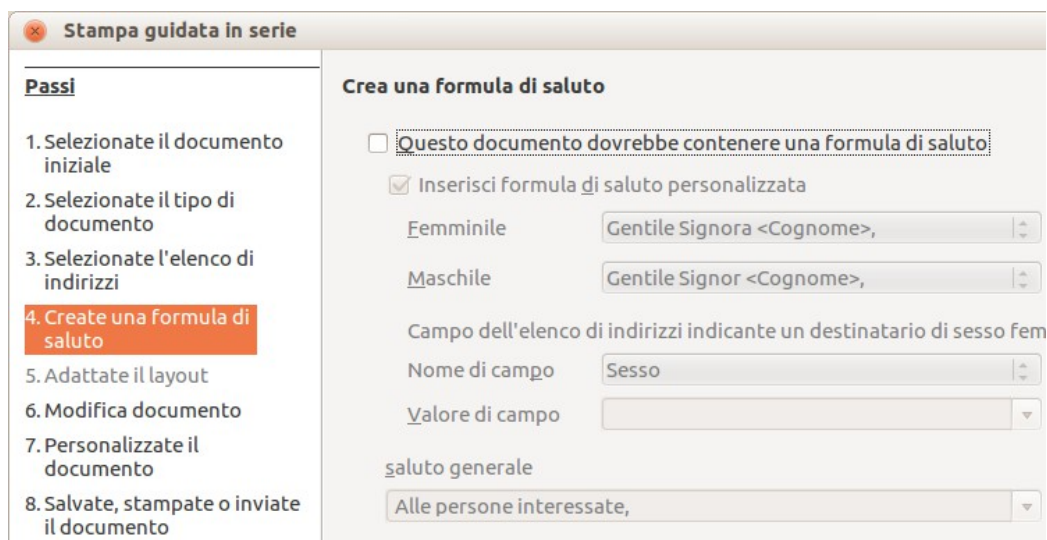 Stampa guidata in serie
Passi
1. Selezionate il documento
iniziale
2. Selezionate il tipo di
documento
3. Selezionate l'elenco di
indirizzi
4. Create una formula di
saluto
5. Adattate il layout
6. Modifica documento
7. Personalizzate il
documento
8. Salvate, stampate o inviate
il documento
Crea una formula di saluto
Questo documento dovrebbe contenere una formula di saluto
Inserisci formula di saluto personalizzata
Femminile
Gentile Signora <Cognome>,
Maschile
Gentile Signor <Cognome>,
Campo dell'elenco di indirizzi indicante un destinatario di sesso fem
Nome di campo
Sesso
Valore di campo
saluto generale
Alle persone interessate,